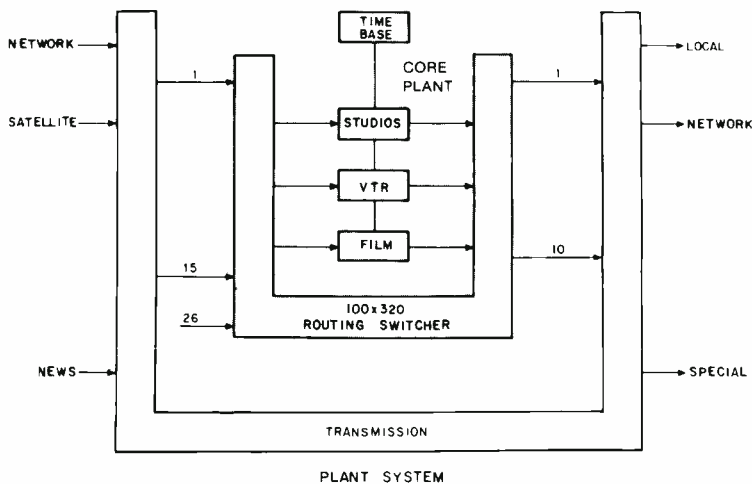 TIME
BASE
NETWORK
LOCAL
CORE
PLANT
1
1
SATELLITE
STUDIOS
NETWORK
VTR
FILM
15
10
100x320
ROUTING SWITCHER
26
NEWS
SPECIAL
TRANSMISSION
PLANT SYSTEM